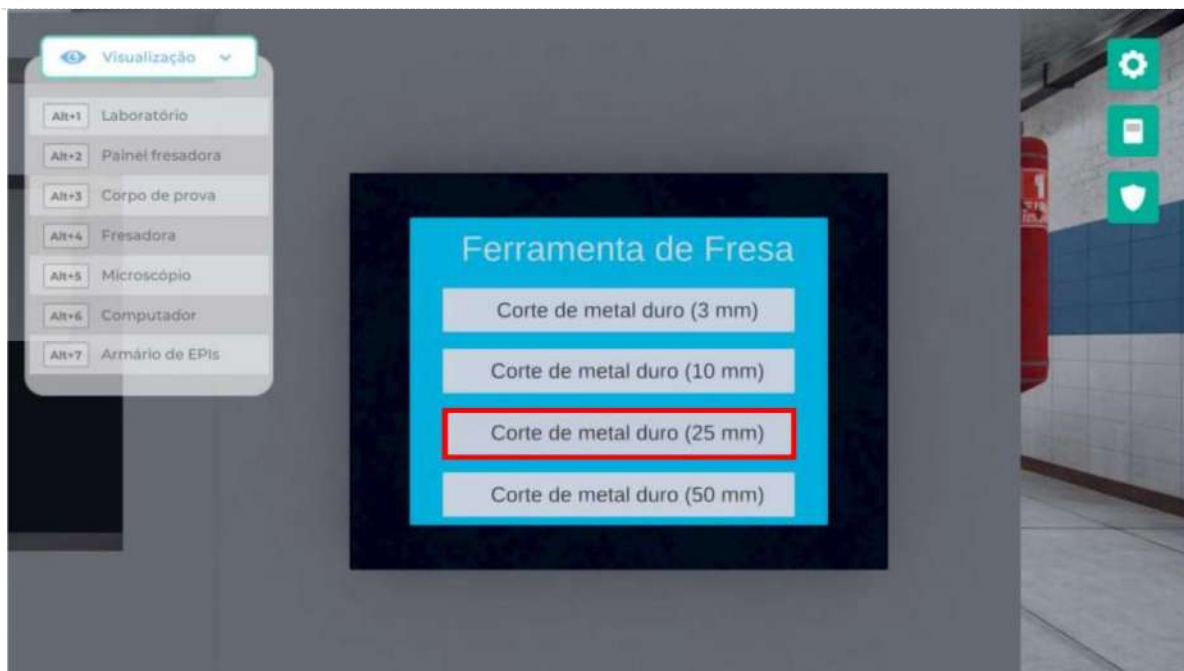 Visualização
Alt+1 Laboratório
Alt+2 Painel fresadora
Alt+3 Corpo de prova
Alt+4 Fresadora
Alt+5 Microscópio
Alt+6 Computador
Alt+7 Armário de EPIs
Ferramenta de Fresa
Corte de metal duro (3 mm)
Corte de metal duro (10 mm)
Corte de metal duro (25 mm)
Corte de metal duro (50 mm)
1